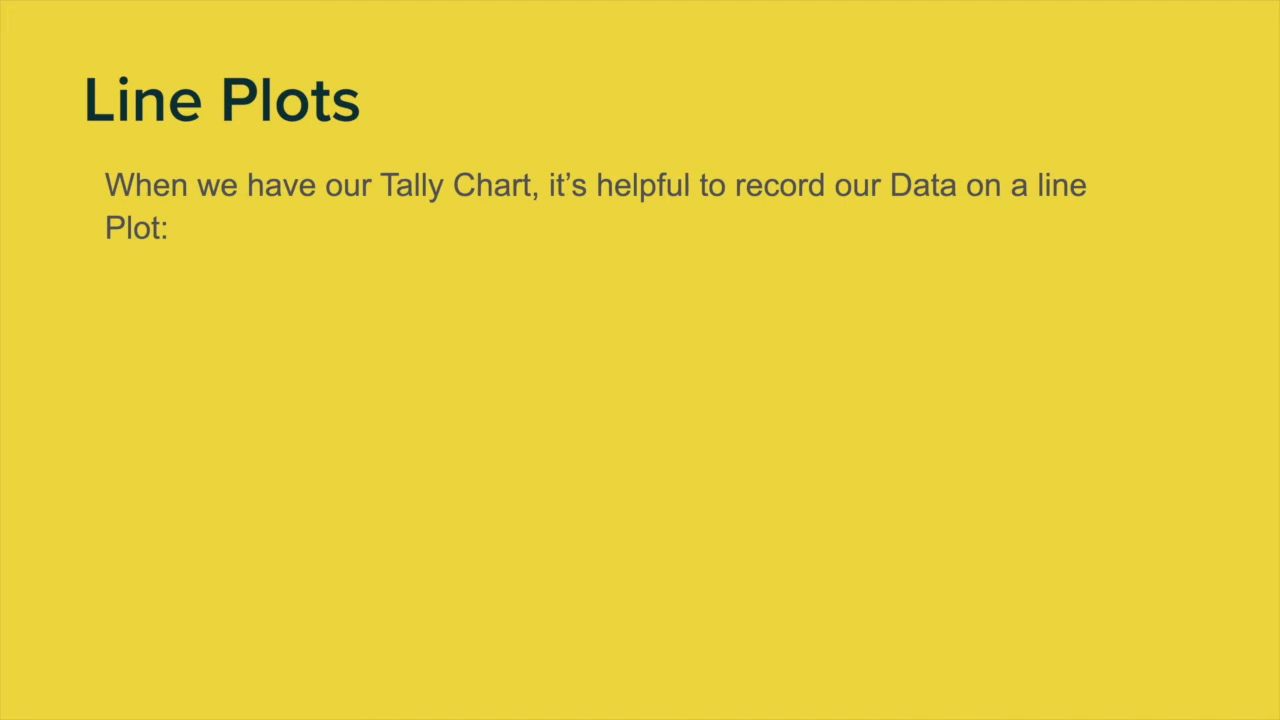 Line Plots
When we have our Tally Chart, it’s helpful to record our Data on a line
Plot: